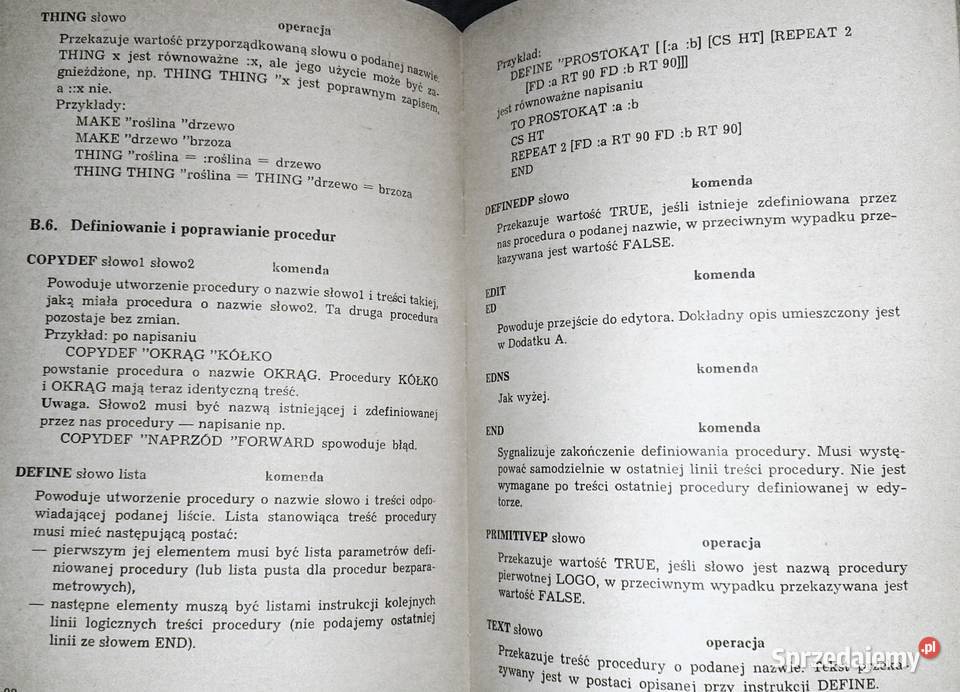 THING słowo
operacja
Przekazuje wartość przyporządkowaną słowu o podanej nazwie.
THING x jest równoważne :x, ale jego użycie może być za-
gnieżdżone, np. THING THING "x jest poprawnym zapisem,
a ::x nie.
Przykłady:
MAKE "roślina "drzewo
MAKE "drzewo "brzoza
THING "roślina = :roślina = drzewo
THING THING "roślina = THING "drzewo = brzoza
B.6. Definiowanie i poprawianie procedur
COPYDEF słowo1 słowo2
komenda
Powoduje utworzenie procedury o nazwie słowo1 i treści takiej,
jaką miała procedura o nazwie słowo2. Ta druga procedura
pozostaje bez zmian.
Przykład: po napisaniu
COPYDEF "OKRĄG "KÓŁKO
powstanie procedura o nazwie OKRĄG. Procedury KÓŁKO
i OKRĄG mają teraz identyczną treść.
Uwaga. Słowo2 musi być nazwą istniejącej i zdefiniowanej
przez nas procedury — napisanie np.
COPYDEF "NAPRZÓD "FORWARD spowoduje błąd.
DEFINE słowo lista
komenda
Powoduje utworzenie procedury o nazwie słowo i treści odpo-
wiadającej podanej liście. Lista stanowiąca treść procedury
musi mieć następującą postać:
— pierwszym jej elementem musi być lista parametrów defi-
niowanej procedury (lub lista pusta dla procedur bezpara-
metrowych),
— następne elementy muszą być listami instrukcji kolejnych
linii logicznych treści procedury (nie podajemy ostatniej
linii ze słowem END).
Przykład:
DEFINE "PROSTOKĄT [ [:a :b] [CS HT] [REPEAT 2
[FD :a RT 90 FD :b RT 90]]]
jest równoważne napisaniu
TO PROSTOKĄT :a :b
CS HT
REPEAT 2 [FD :a RT 90 FD :b RT 90]
END
DEFINEDP słowo
komenda
Przekazuje wartość TRUE, jeśli istnieje zdefiniowana przez
nas procedura o podanej nazwie, w przeciwnym wypadku prze-
kazywana jest wartość FALSE.
EDIT
komenda
ED
Powoduje przejście do edytora. Dokładny opis umieszczony jest
w Dodatku A.
EDNS
komenda
Jak wyżej.
END
komenda
Sygnalizuje zakończenie definiowania procedury. Musi wystę-
pować samodzielnie w ostatniej linii treści procedury. Nie jest
wymagane po treści ostatniej procedury definiowanej w edy-
torze.
PRIMITIVEP słowo
operacja
Przekazuje wartość TRUE, jeśli słowo jest nazwą procedury
pierwotnej LOGO, w przeciwnym wypadku przekazywana jest
wartość FALSE.
TEXT słowo
operacja
Przekazuje treść procedury o podanej nazwie. Tekst przeka-
zywany jest w postaci opisanej przy instrukcji DEFINE.
Sprzedajemy.pl